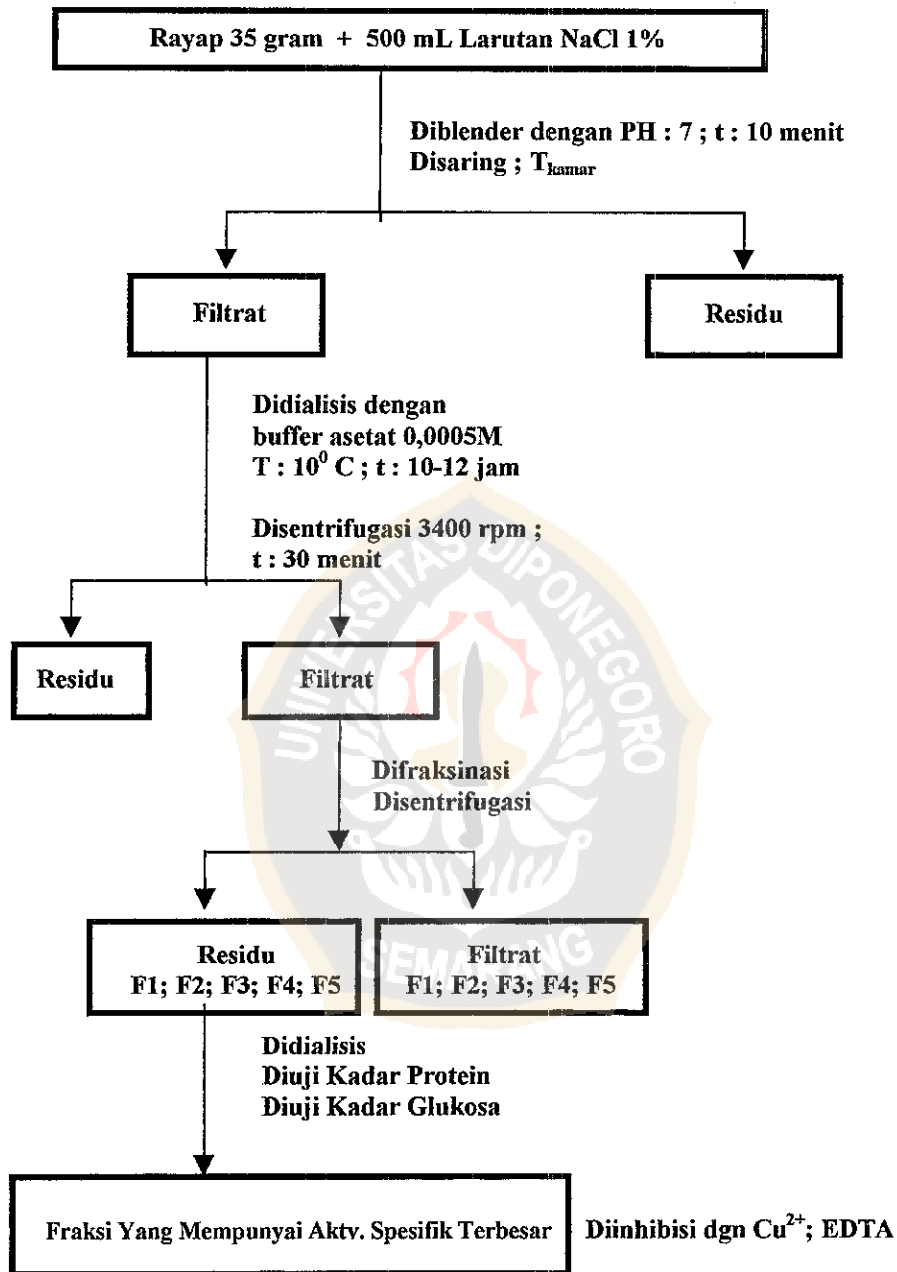 Rayap 35 gram + 500 mL Larutan NaCl 1%
Diblender dengan PH : 7 ; t : 10 menit
Disaring ; Tkamar
Filtrat
Residu
Didialisis dengan
buffer asetat 0,0005M
T : 10⁰ C ; t : 10-12 jam
Disentrifugasi 3400 rpm ;
t : 30 menit
Residu
Filtrat
Difraksinasi
Disentrifugasi
Residu
F1; F2; F3; F4; F5
Filtrat
F1; F2; F3; F4; F5
Didialisis
Diuji Kadar Protein
Diuji Kadar Glukosa
Fraksi Yang Mempunyai Aktv. Spesifik Terbesar
Diinhibisi dgn Cu²⁺; EDTA
UNIVERSITAS DIPONEGORO
SEMARANG